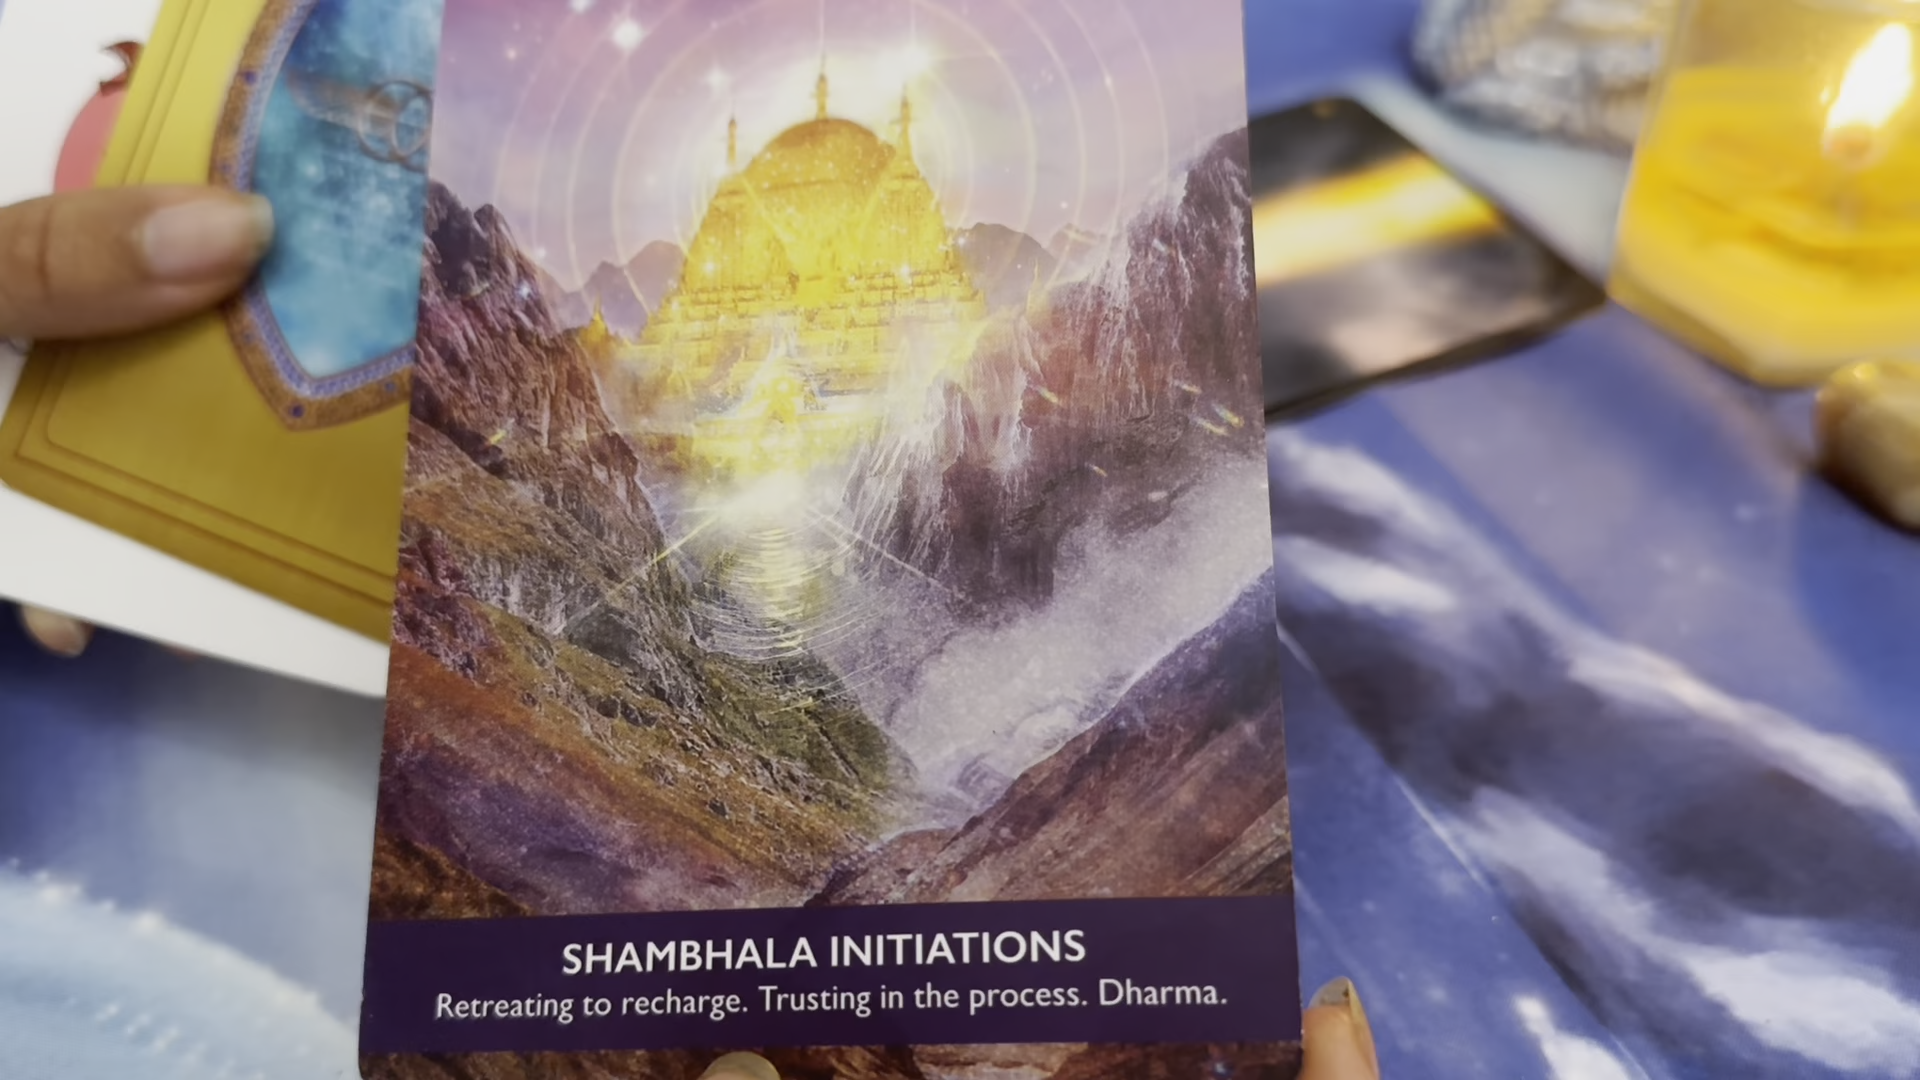 SHAMBHALA INITIATIONS
Retreating to recharge. Trusting in the process. Dharma.